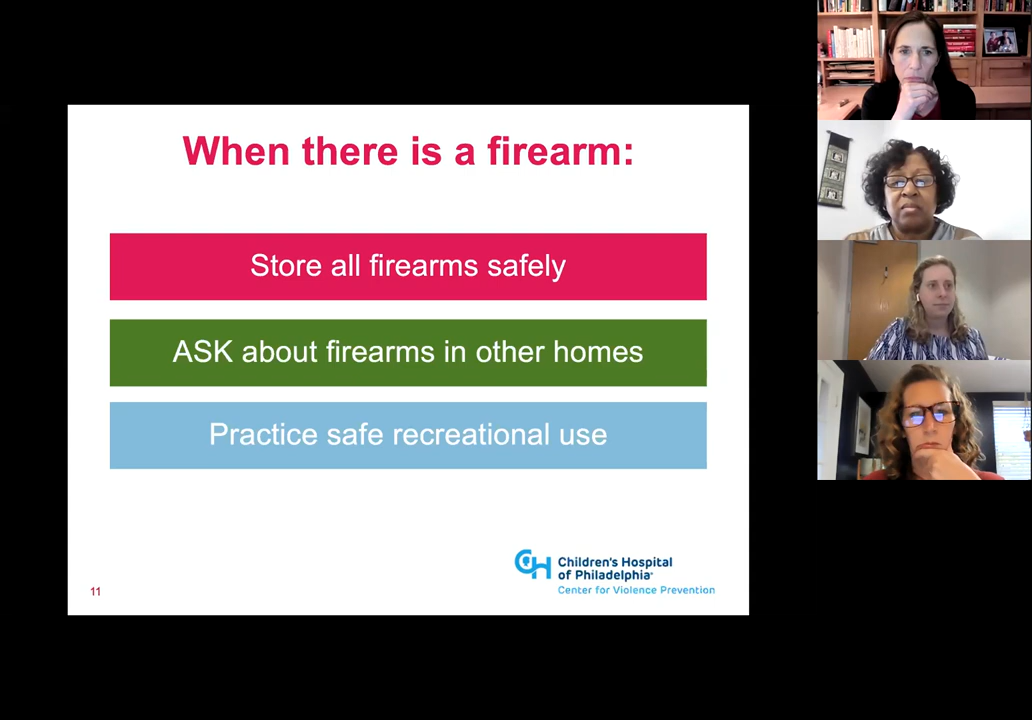 When there is a firearm:
Store all firearms safely
ASK about firearms in other homes
Practice safe recreational use
CH Children's Hospital
of Philadelphia
Center for Violence Prevention
11